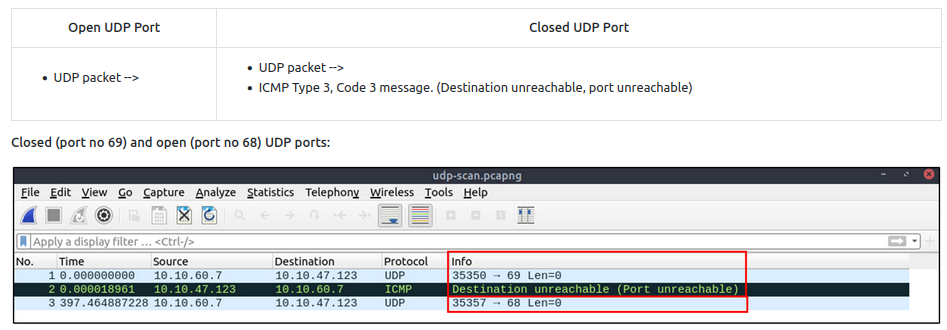 Open UDP Port
Closed UDP Port
• UDP packet -->
• UDP packet -->
• ICMP Type 3, Code 3 message. (Destination unreachable, port unreachable)
Closed (port no 69) and open (port no 68) UDP ports:
udp-scan.pcapng
File Edit View Go Capture Analyze Statistics Telephony Wireless Tools Help
Apply a display filter … <Ctrl-/>
No. Time Source Destination Protocol Info
1 0.000000000 10.10.60.7 10.10.47.123 UDP 35350 → 69 Len=0
2 0.000018961 10.10.47.123 10.10.60.7 ICMP Destination unreachable (Port unreachable)
3 397.464887228 10.10.60.7 10.10.47.123 UDP 35357 → 68 Len=0